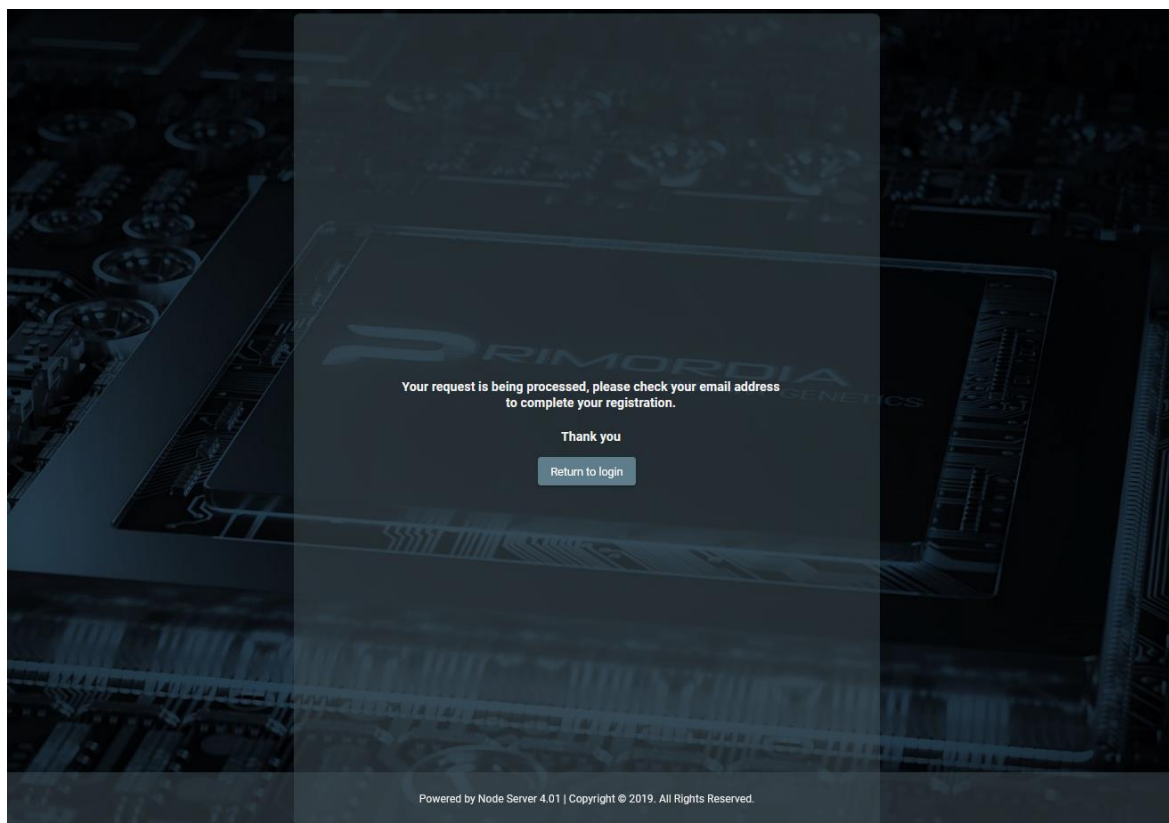 PRIMORDIA
GENETICS
Your request is being processed, please check your email address
to complete your registration.
Thank you
Return to login
Powered by Node Server 4.01 | Copyright © 2019. All Rights Reserved.